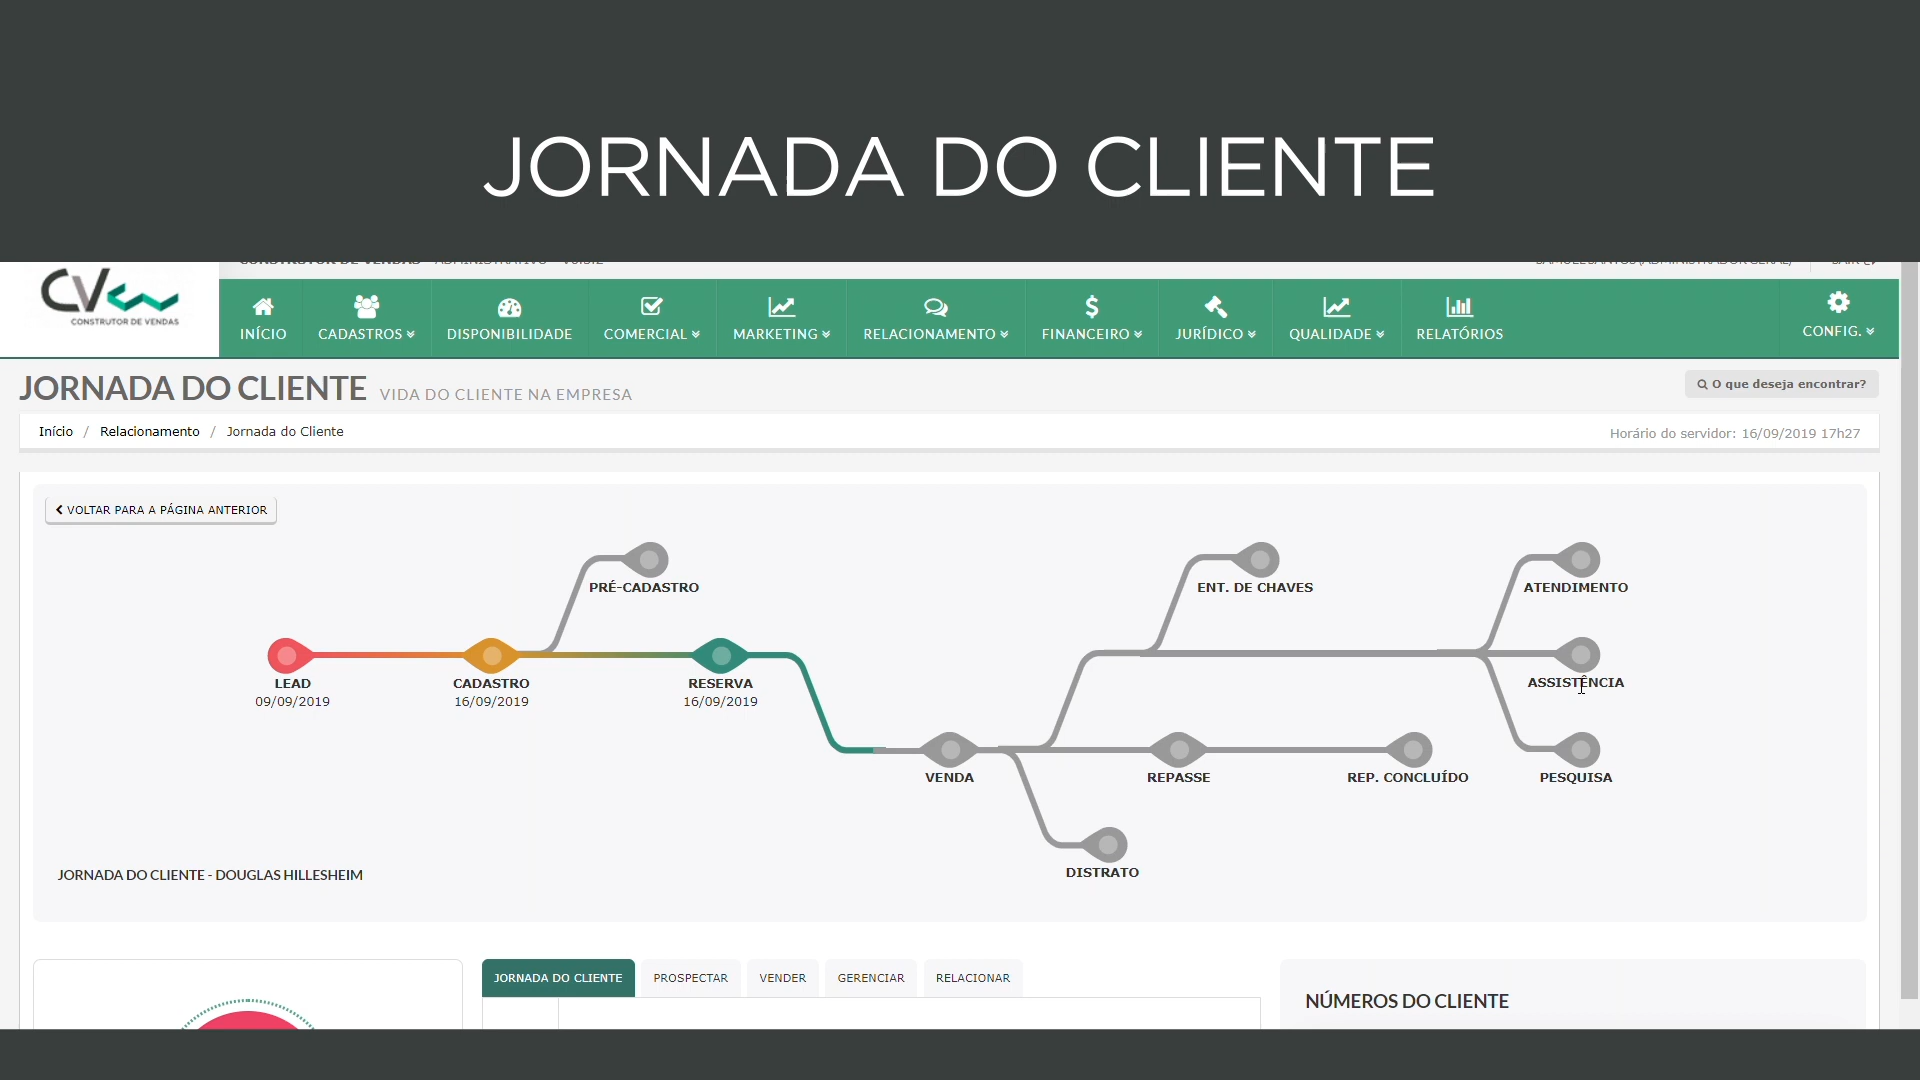 JORNADA DO CLIENTE
CV
CONSTRUTOR DE VENDAS
INÍCIO
CADASTROS
DISPONIBILIDADE
COMERCIAL
MARKETING
RELACIONAMENTO
FINANCEIRO
JURÍDICO
QUALIDADE
RELATÓRIOS
CONFIG.
JORNADA DO CLIENTE VIDA DO CLIENTE NA EMPRESA
O que deseja encontrar?
Início / Relacionamento / Jornada do Cliente
Horário do servidor: 16/09/2019 17h27
VOLTAR PARA A PÁGINA ANTERIOR
PRÉ-CADASTRO
ENT. DE CHAVES
ATENDIMENTO
LEAD
09/09/2019
CADASTRO
16/09/2019
RESERVA
16/09/2019
ASSISTÊNCIA
VENDA
REPASSE
REP. CONCLUÍDO
PESQUISA
DISTRATO
JORNADA DO CLIENTE - DOUGLAS HILLESHEIM
JORNADA DO CLIENTE
PROSPECTAR
VENDER
GERENCIAR
RELACIONAR
NÚMEROS DO CLIENTE